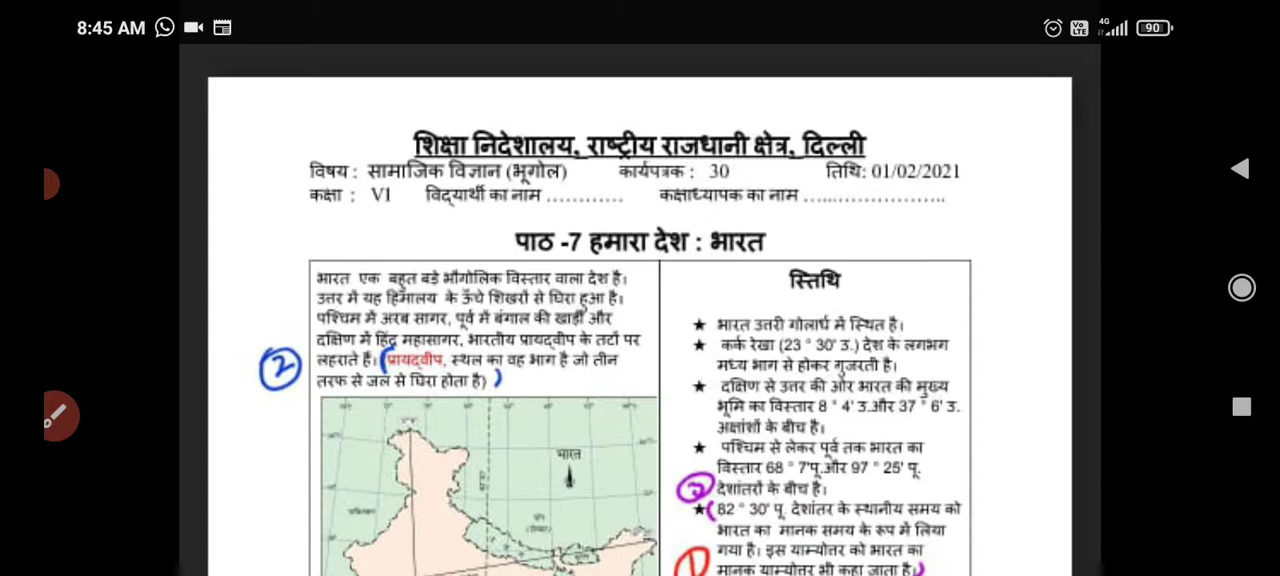 8:45 AM
4G
Vo LTE
90
शिक्षा निदेशालय, राष्ट्रीय राजधानी क्षेत्र, दिल्ली
विषय : सामाजिक विज्ञान (भूगोल) कार्यपत्रक : 30 तिथि: 01/02/2021
कक्षा : VI विद्यार्थी का नाम ………… कक्षाध्यापक का नाम …..……………..
पाठ -7 हमारा देश : भारत
भारत एक बहुत बड़े भौगोलिक विस्तार वाला देश है।
उत्तर में यह हिमालय के ऊँचे शिखरों से घिरा हुआ है।
पश्चिम में अरब सागर, पूर्व में बंगाल की खाड़ी और
दक्षिण में हिंद महासागर, भारतीय प्रायद्वीप के तटों पर
लहराते हैं। (प्रायद्वीप, स्थल का वह भाग है जो तीन
तरफ से जल से घिरा होता है)
2
भारत
स्तिथि
★ भारत उत्तरी गोलार्ध में स्थित है।
★ कर्क रेखा (23 ° 30' उ.) देश के लगभग
मध्य भाग से होकर गुजरती है।
★ दक्षिण से उत्तर की ओर भारत की मुख्य
भूमि का विस्तार 8 ° 4' उ.और 37 ° 6' उ.
अक्षांशों के बीच है।
★ पश्चिम से लेकर पूर्व तक भारत का
विस्तार 68 ° 7'पू.और 97 ° 25' पू.
देशांतरों के बीच है।
★ (82 ° 30' पू. देशांतर के स्थानीय समय को
भारत का मानक समय के रूप में लिया
गया है। इस याम्योत्तर को भारत का
मानक याम्योत्तर भी कहा जाता है।)
1